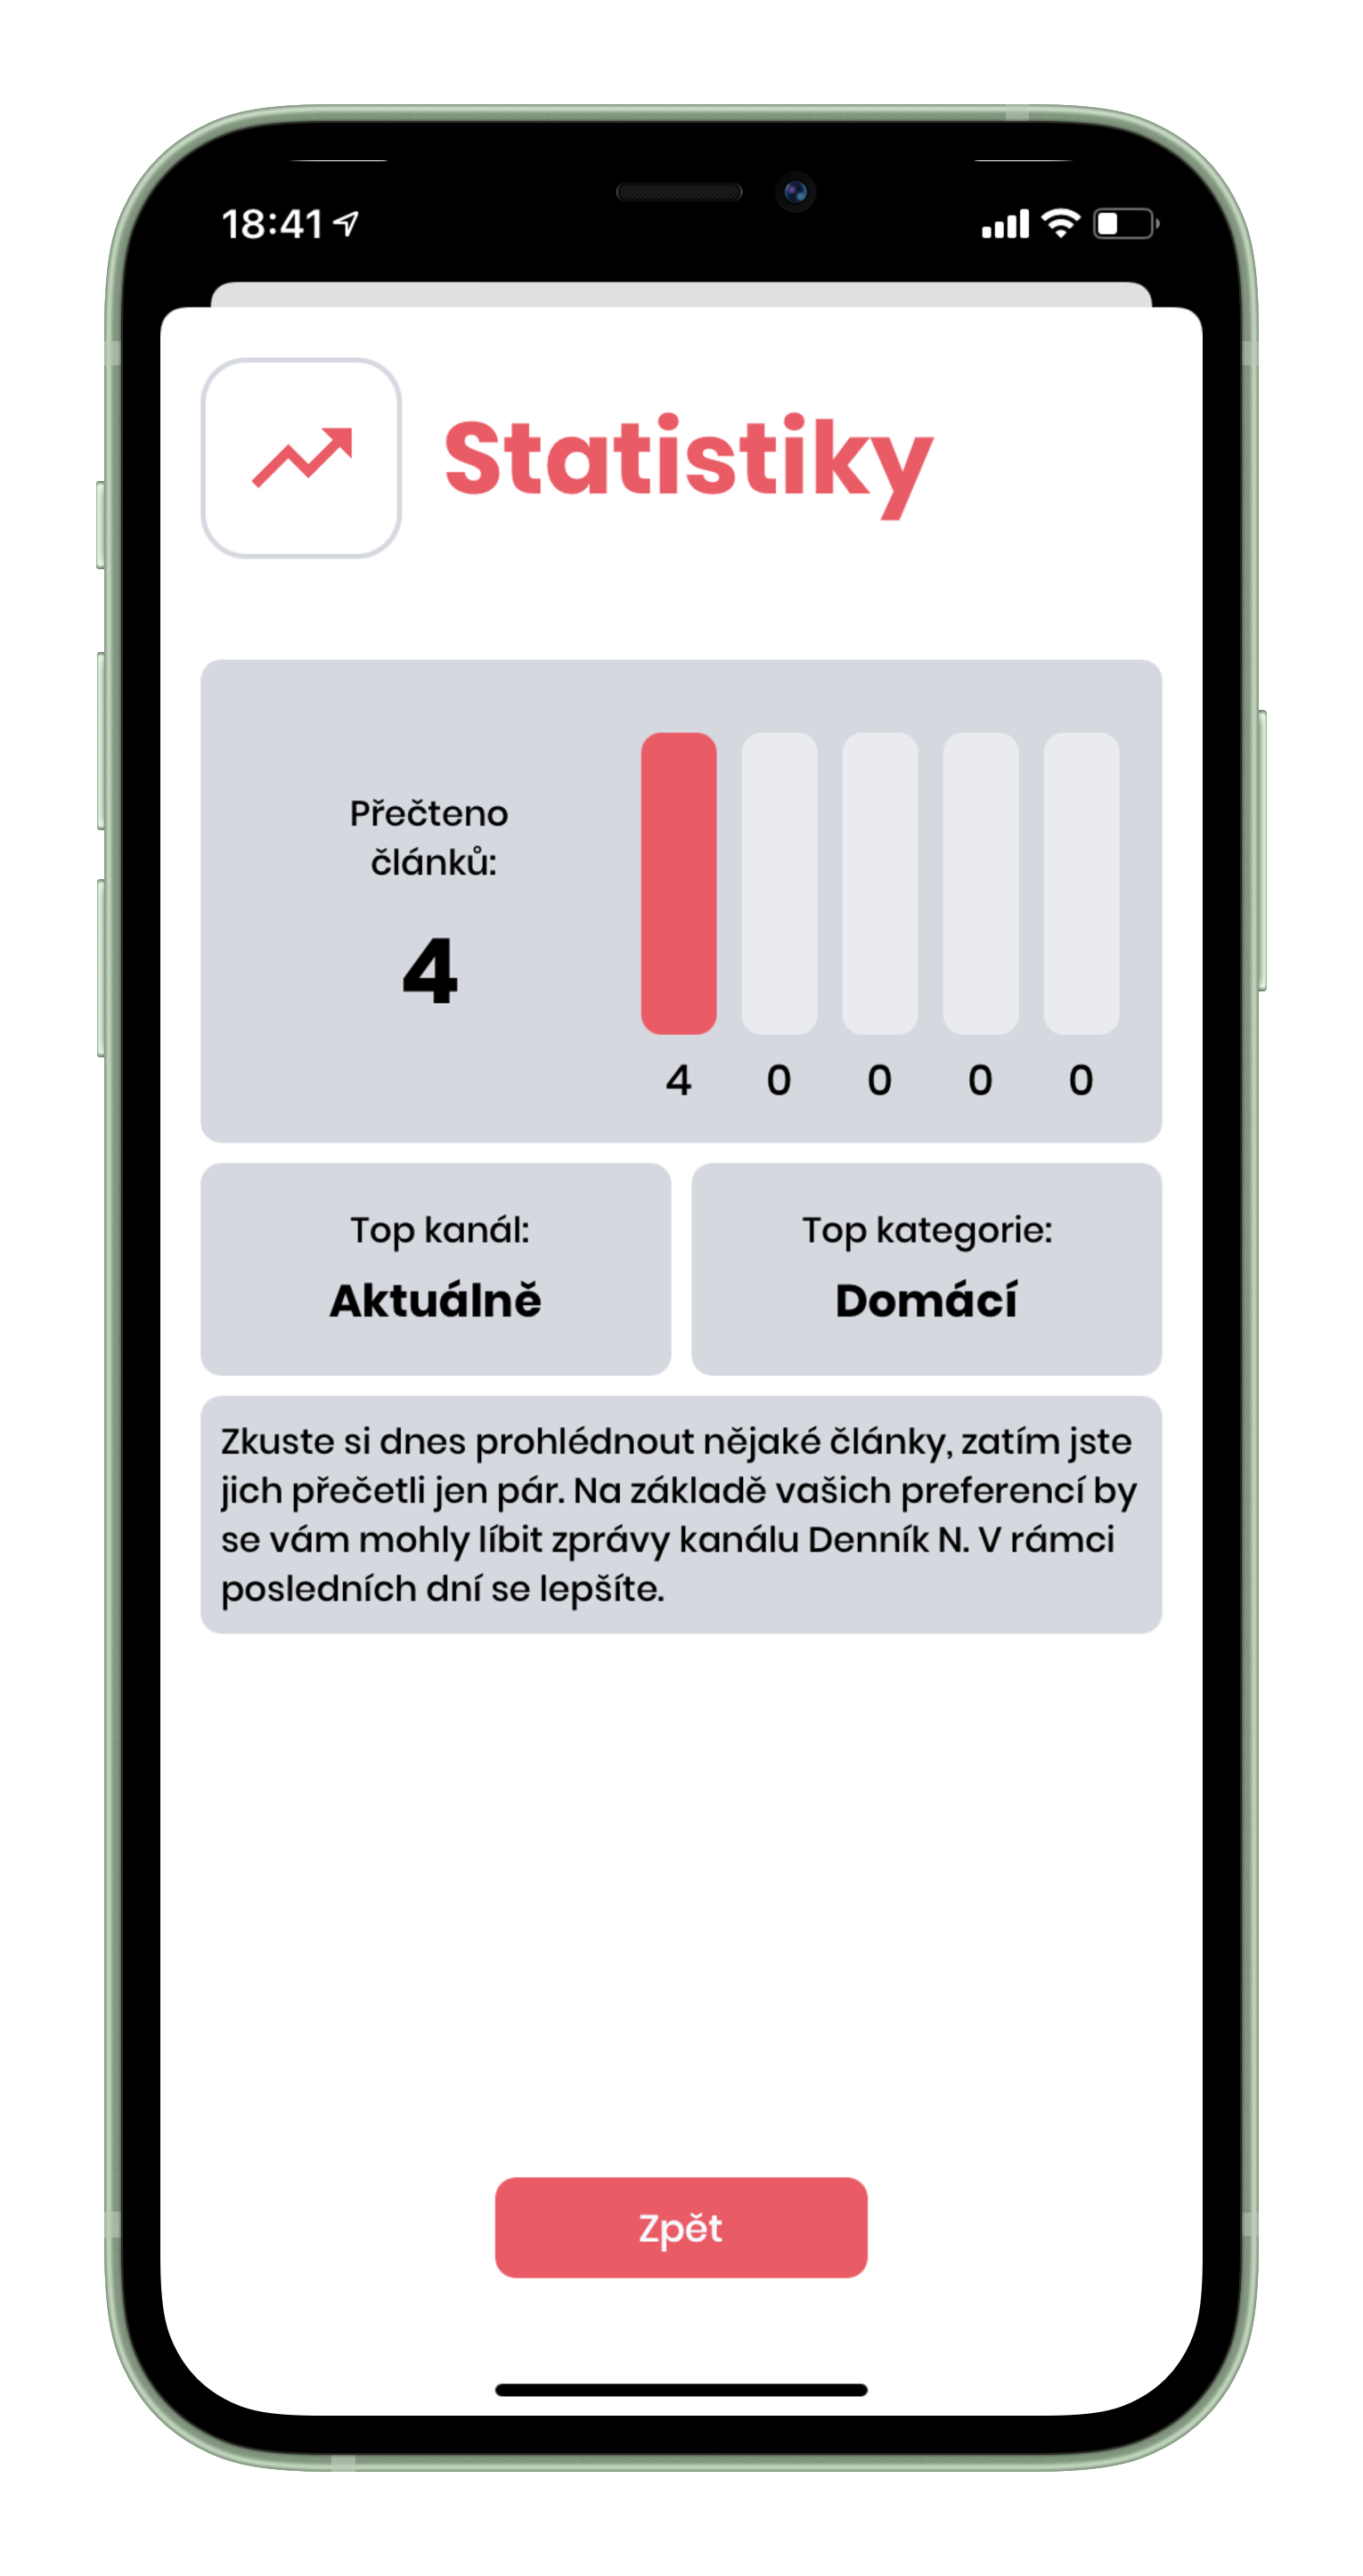 18:41
Statistiky
Přečteno
článků:
4
4 0 0 0 0
Top kanál:
Aktuálně
Top kategorie:
Domácí
Zkuste si dnes prohlédnout nějaké články, zatím jste
jich přečetli jen pár. Na základě vašich preferencí by
se vám mohly líbit zprávy kanálu Denník N. V rámci
posledních dní se lepšíte.
Zpět